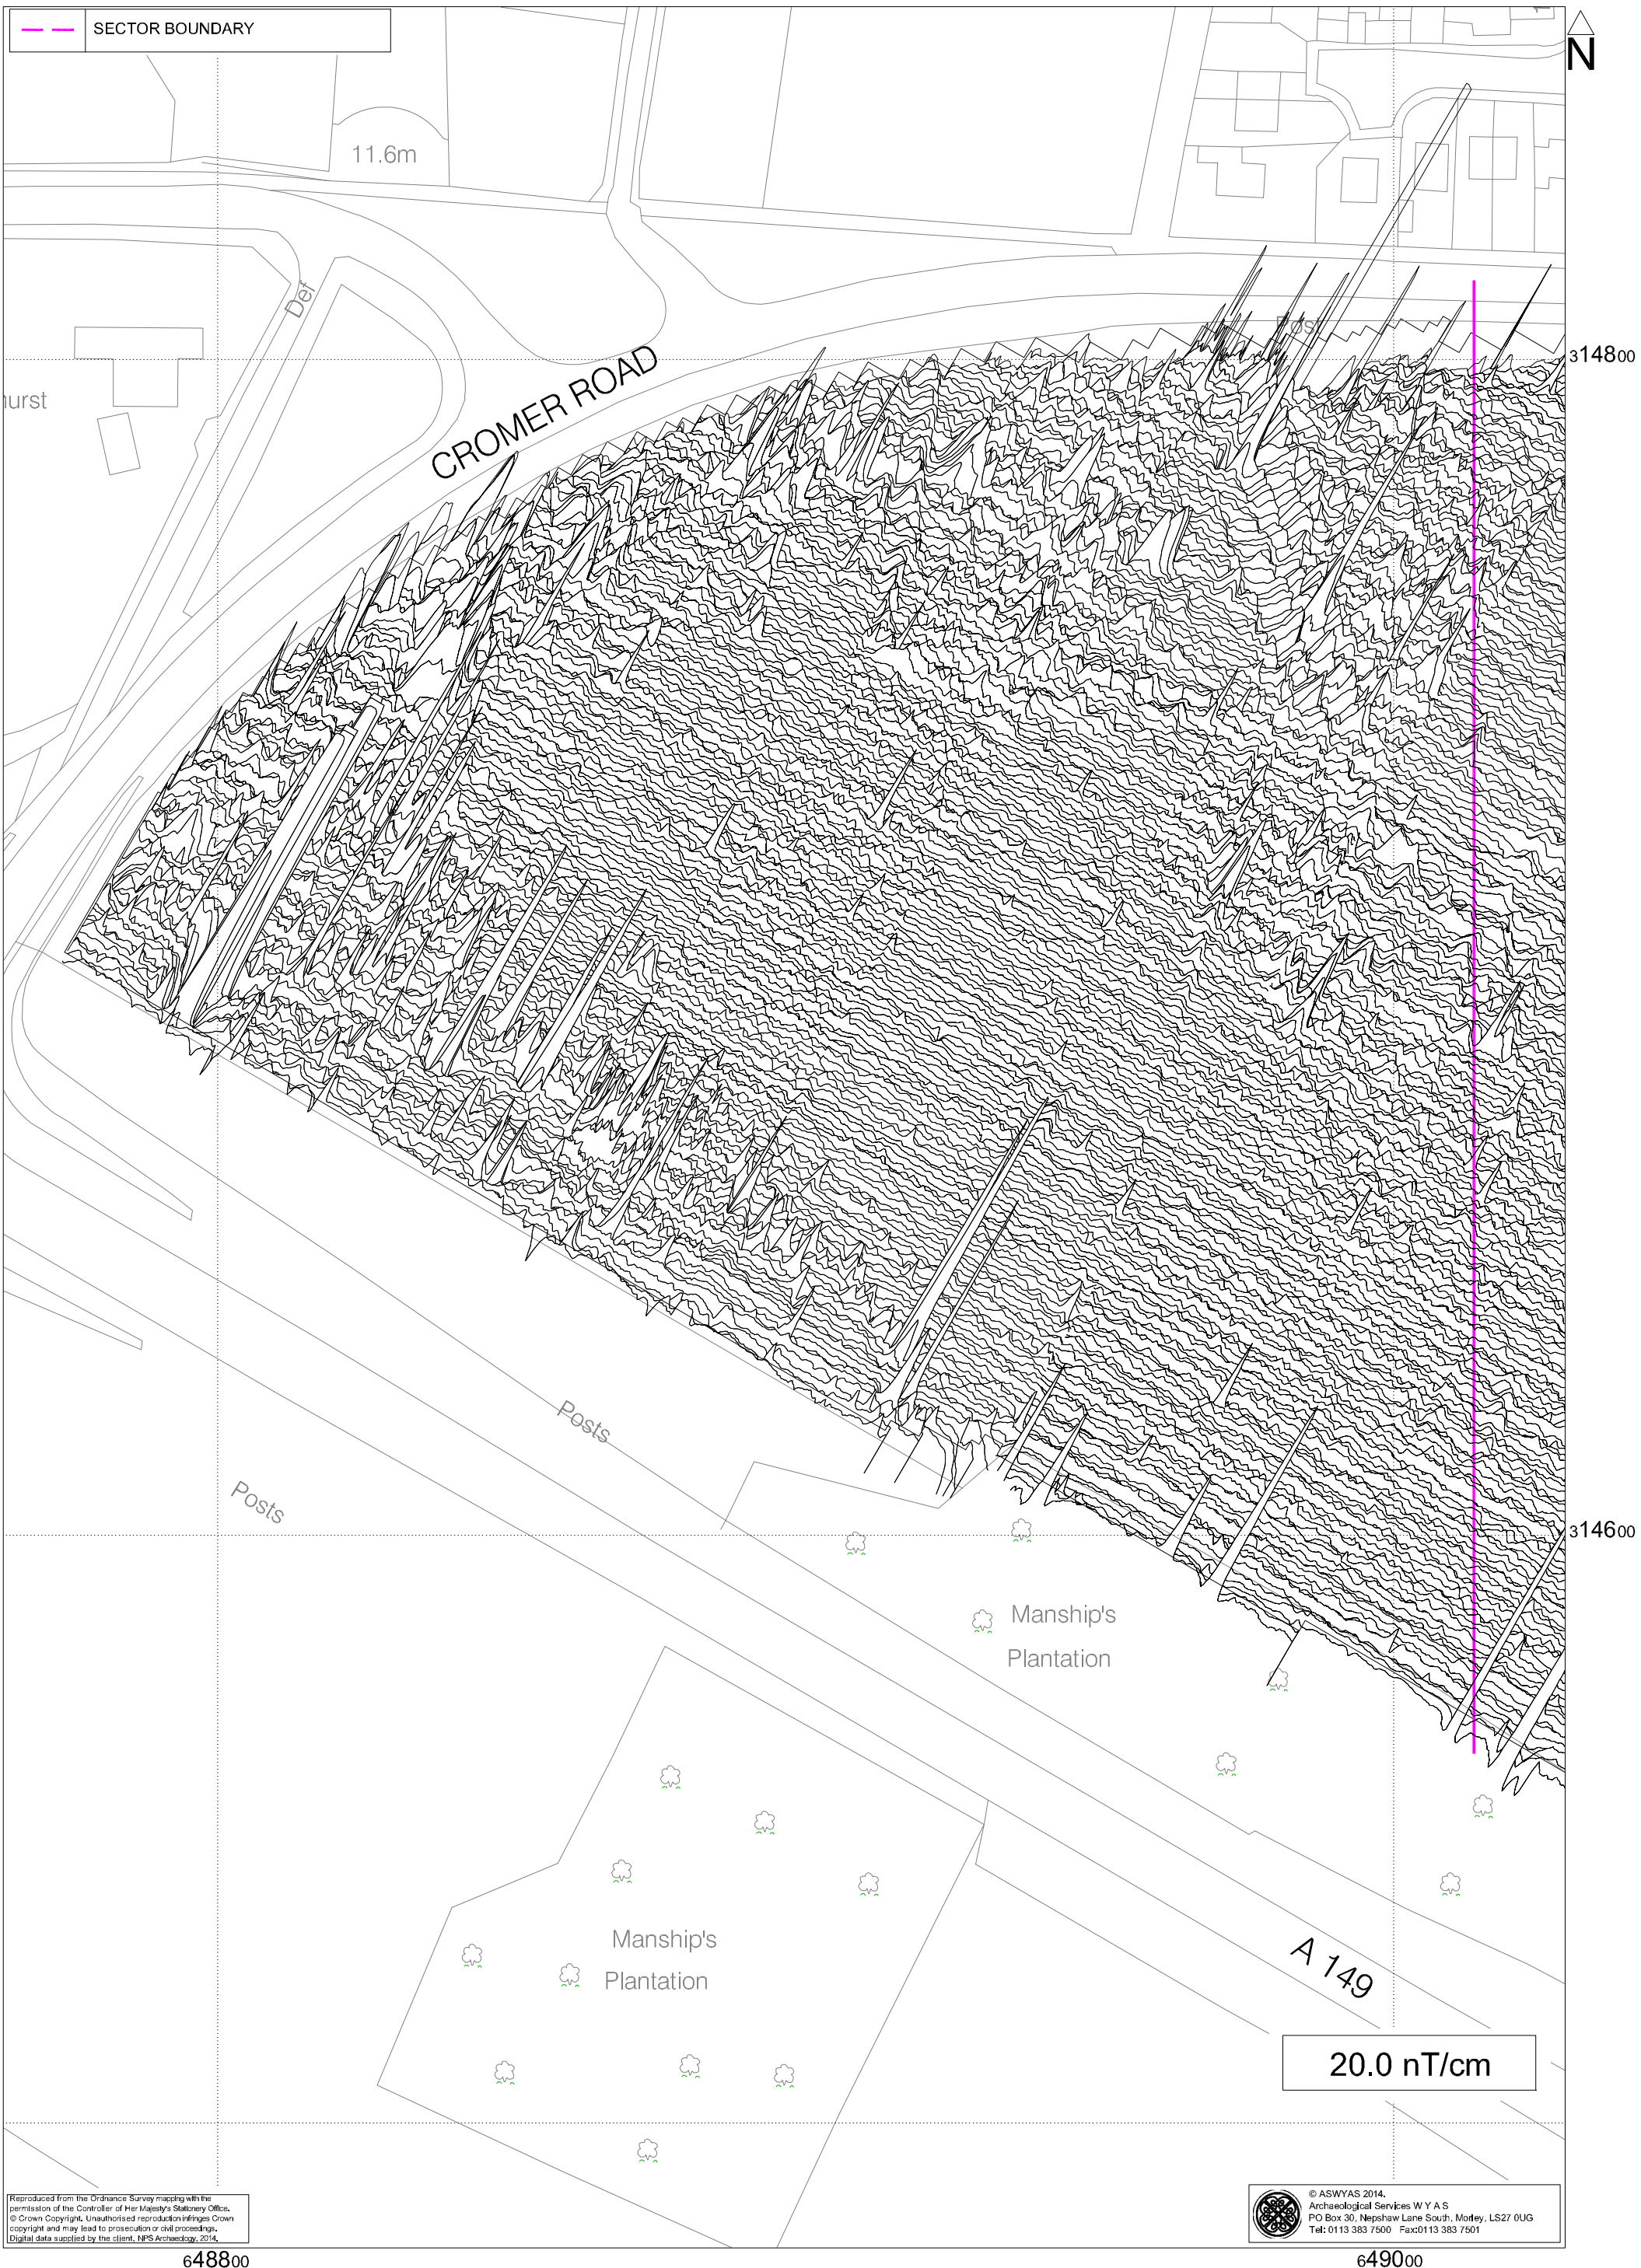 SECTOR BOUNDARY
N
11.6m
Def
Post
314800
CROMER ROAD
hurst
Posts
Posts
314600
Manship's
Plantation
Manship's
Plantation
A 149
20.0 nT/cm
Reproduced from the Ordnance Survey mapping with the
permission of the Controller of Her Majesty's Stationery Office.
© Crown Copyright. Unauthorised reproduction infringes Crown
copyright and may lead to prosecution or civil proceedings.
Digital data supplied by the client, NPS Archaeology, 2014.
© ASWYAS 2014.
Archaeological Services W Y A S
PO Box 30, Nepshaw Lane South, Morley, LS27 0UG
Tel: 0113 383 7500 Fax:0113 383 7501
648800
649000